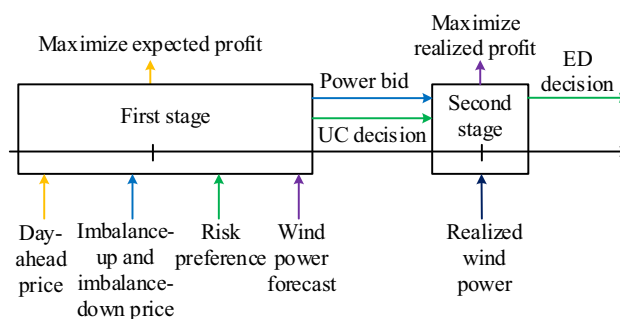 Maximize expected profit
Maximize
realized profit
ED
decision
First stage
Power bid
UC decision
Second
stage
Day-
ahead
price
Imbalance-
up and
imbalance-
down price
Risk
preference
Wind
power
forecast
Realized
wind
power